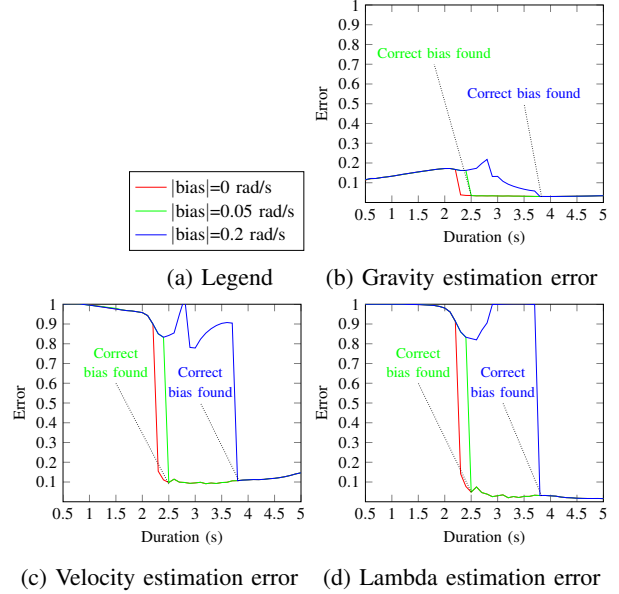 |bias|=0 rad/s
|bias|=0.05 rad/s
|bias|=0.2 rad/s
(a) Legend
1
0.9
0.8
0.7
0.6
0.5
0.4
0.3
0.2
0.1
Error
Correct bias found
Correct bias found
0.5 1 1.5 2 2.5 3 3.5 4 4.5 5
Duration (s)
(b) Gravity estimation error
1
0.9
0.8
0.7
0.6
0.5
0.4
0.3
0.2
0.1
Error
Correct
bias found
Correct
bias found
0.5 1 1.5 2 2.5 3 3.5 4 4.5 5
Duration (s)
(c) Velocity estimation error
1
0.9
0.8
0.7
0.6
0.5
0.4
0.3
0.2
0.1
Error
Correct
bias found
Correct
bias found
0.5 1 1.5 2 2.5 3 3.5 4 4.5 5
Duration (s)
(d) Lambda estimation error